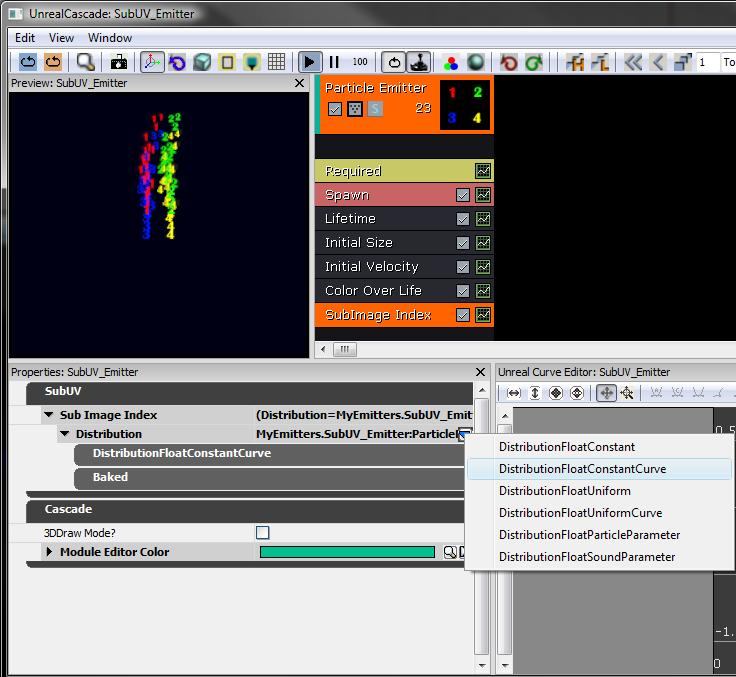 UnrealCascade: SubUV_Emitter
Edit View Window
100
1 To
Preview: SubUV_Emitter
Particle Emitter
23
S
1 2
3 4
Required
Spawn
Lifetime
Initial Size
Initial Velocity
Color Over Life
SubImage Index
Properties: SubUV_Emitter
SubUV
Sub Image Index (Distribution=MyEmitters.SubUV_Emit
Distribution MyEmitters.SubUV_Emitter:Particle
DistributionFloatConstantCurve
Baked
Cascade
3DDraw Mode?
Module Editor Color
Unreal Curve Editor: SubUV_Emitter
0.5
DistributionFloatConstant
DistributionFloatConstantCurve
DistributionFloatUniform
DistributionFloatUniformCurve
DistributionFloatParticleParameter
DistributionFloatSoundParameter
-1.
0